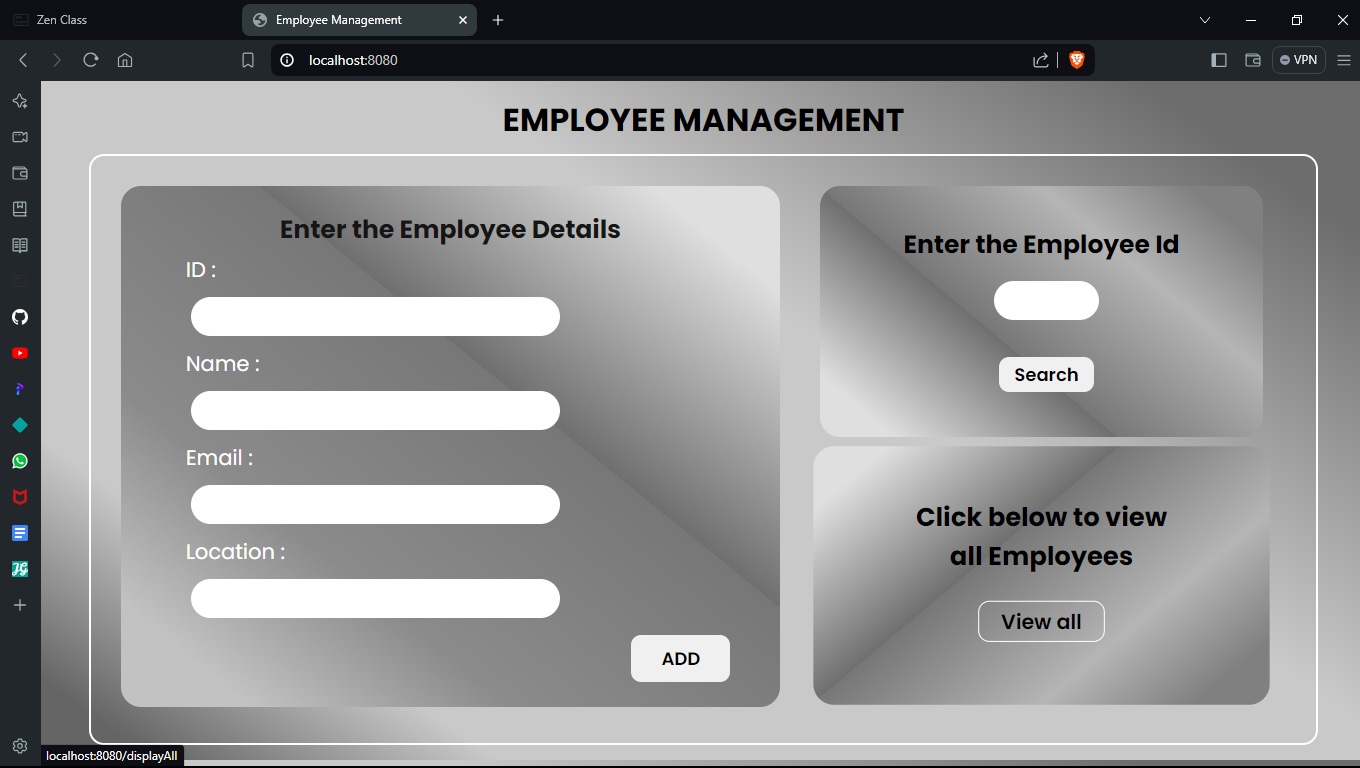 Zen Class
Employee Management
localhost:8080
VPN
EMPLOYEE MANAGEMENT
Enter the Employee Details
ID :
Name :
Email :
Location :
ADD
Enter the Employee Id
Search
Click below to view
all Employees
View all
localhost:8080/displayAll